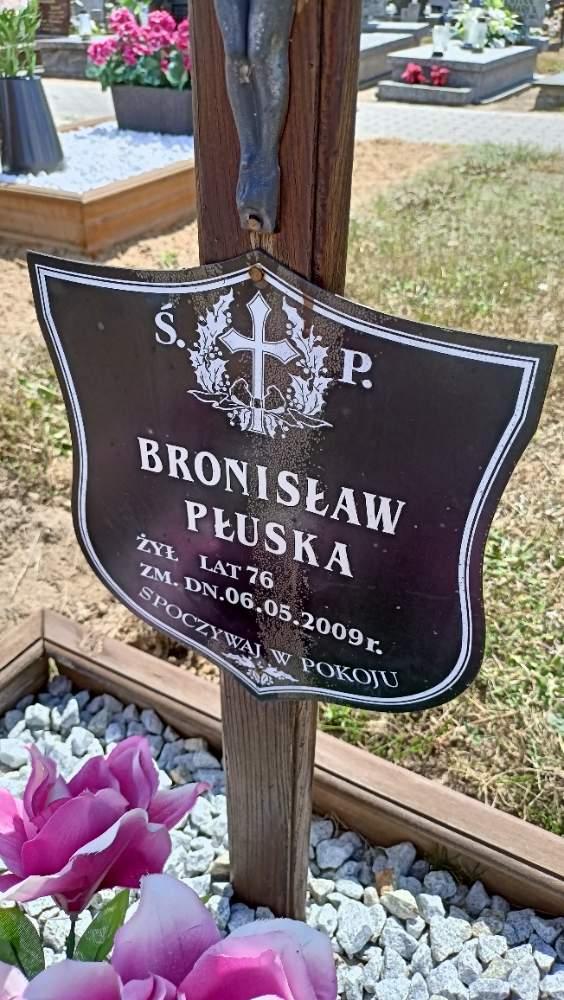 Ś. P.
BRONISŁAW
PŁUSKA
ŻYŁ LAT 76
ZM. DN. 06.05.2009 r.
SPOCZYWAJ W POKOJU